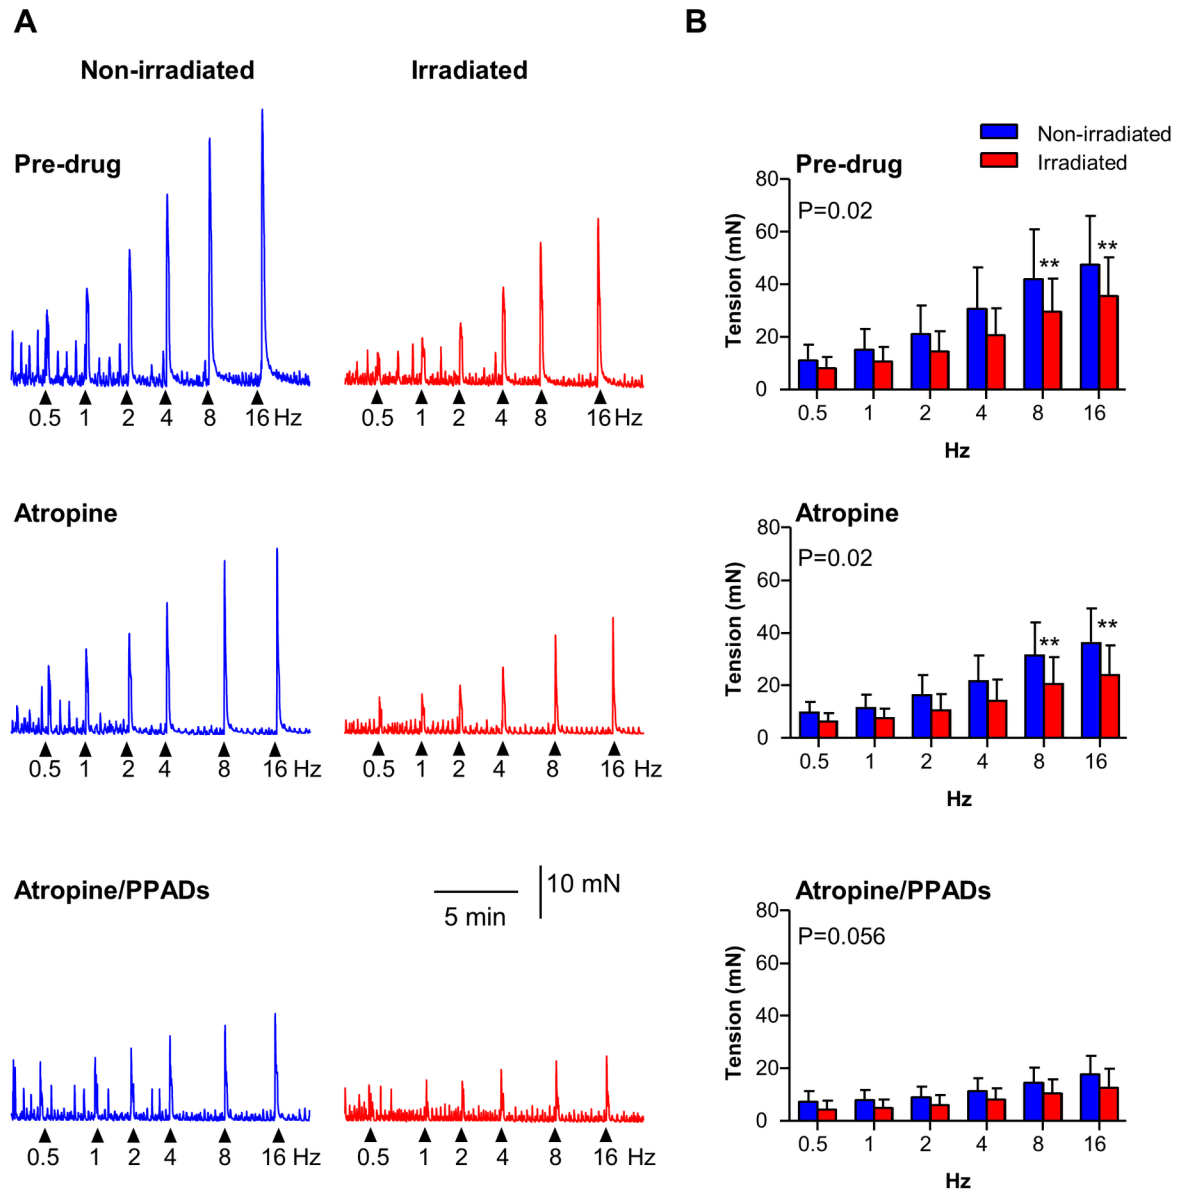 A
B
Non-irradiated
Irradiated
Non-irradiated
Irradiated
Pre-drug
0.5 1 2 4 8 16 Hz
0.5 1 2 4 8 16 Hz
Pre-drug
P=0.02
Tension (mN)
80
60
40
20
0
0.5 1 2 4 8 16
Hz
** **
Atropine
0.5 1 2 4 8 16 Hz
0.5 1 2 4 8 16 Hz
Atropine
P=0.02
Tension (mN)
80
60
40
20
0
0.5 1 2 4 8 16
Hz
** **
Atropine/PPADs
5 min
10 mN
0.5 1 2 4 8 16 Hz
0.5 1 2 4 8 16 Hz
Atropine/PPADs
P=0.056
Tension (mN)
80
60
40
20
0
0.5 1 2 4 8 16
Hz